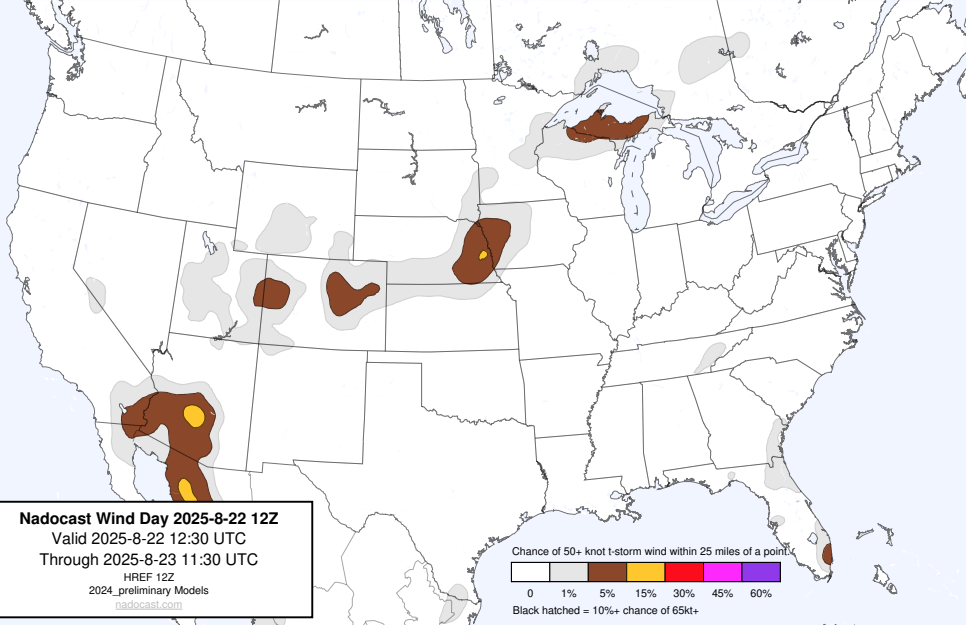 Nadocast Wind Day 2025-8-22 12Z
Valid 2025-8-22 12:30 UTC
Through 2025-8-23 11:30 UTC
HREF 12Z
2024_preliminary Models
nadocast.com
Chance of 50+ knot t-storm wind within 25 miles of a point.
0 1% 5% 15% 30% 45% 60%
Black hatched = 10%+ chance of 65kt+